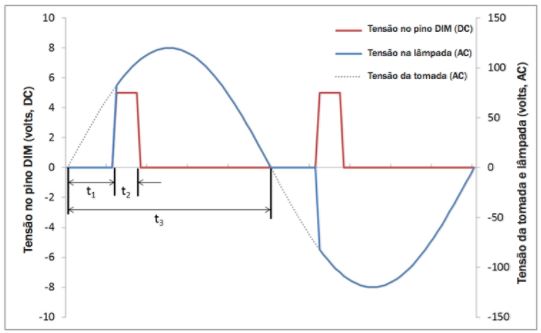 Tensão no pino DIM (volts, DC)
10
8
6
4
2
0
-2
-4
-6
-8
-10
Tensão no pino DIM (DC)
Tensão na lâmpada (AC)
Tensão da tomada (AC)
t1
t2
t3
150
100
50
0
-50
-100
-150
Tensão da tomada e lâmpada (volts, AC)